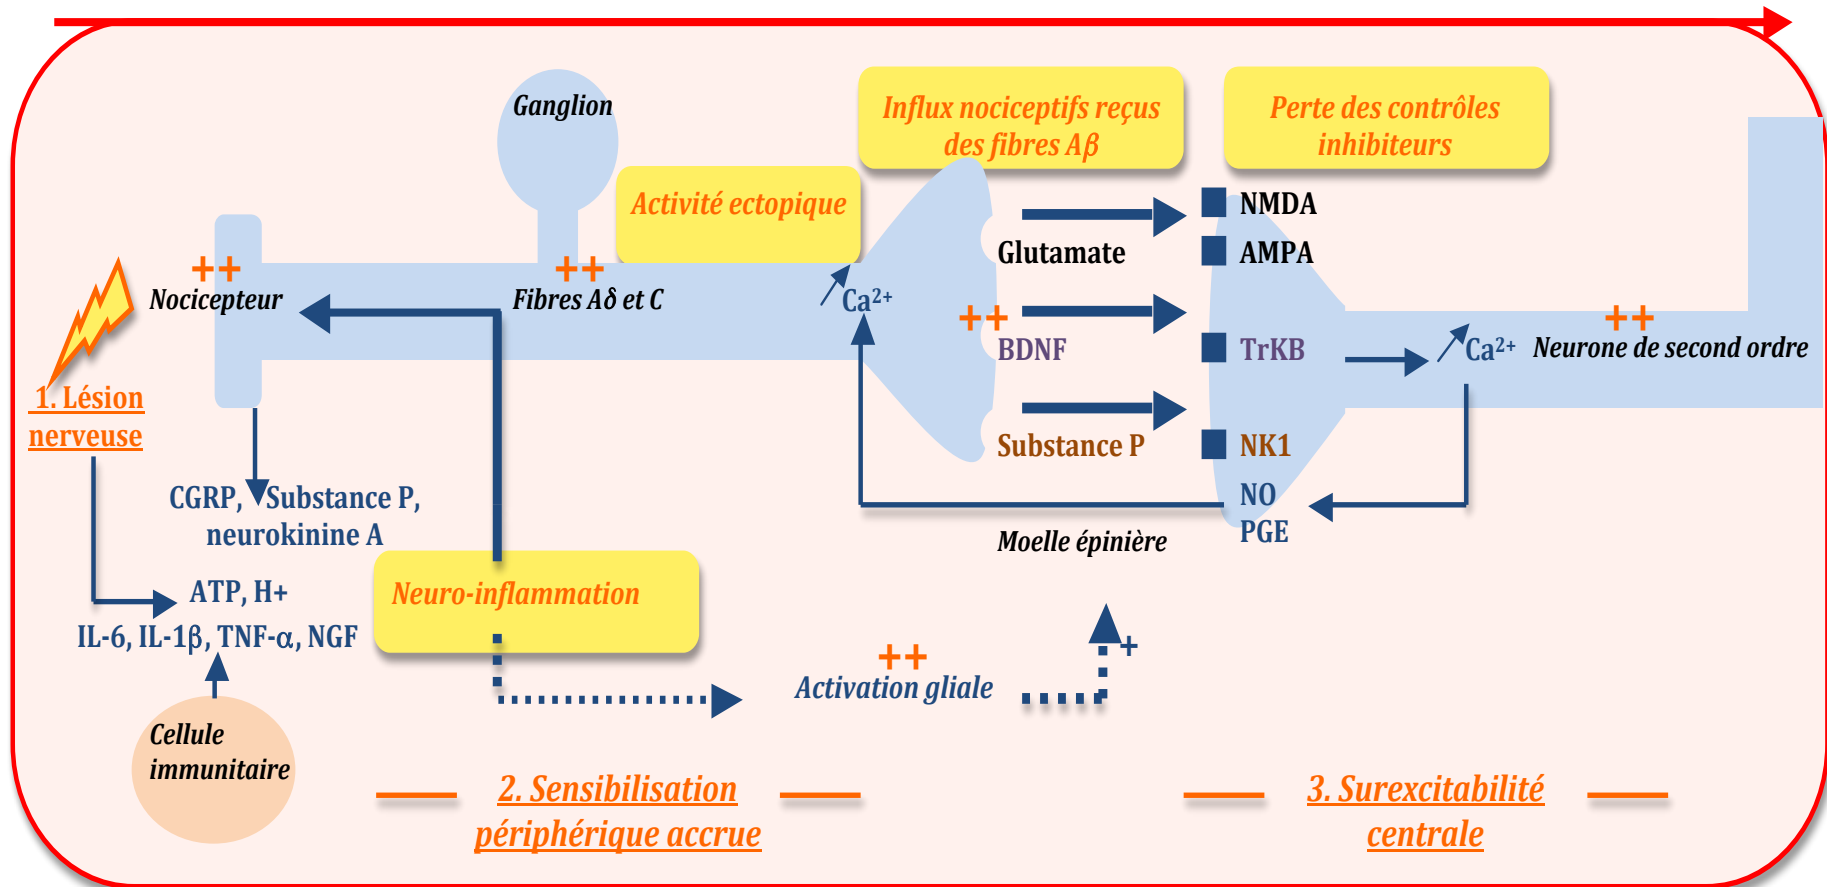 Ganglion
Influx nociceptifs reçus
des fibres Aβ
Perte des contrôles
inhibiteurs
Activité ectopique
++
Nocicepteur
++
Fibres Aδ et C
Ca2+
Glutamate
NMDA
AMPA
++
BDNF
TrKB
Ca2+
++
Neurone de second ordre
1. Lésion
nerveuse
Substance P
NK1
CGRP, Substance P,
neurokinine A
NO
PGE
Moelle épinière
ATP, H+
IL-6, IL-1β, TNF-α, NGF
Neuro-inflammation
++
Activation gliale
+
Cellule
immunitaire
2. Sensibilisation
périphérique accrue
3. Surexcitabilité
centrale